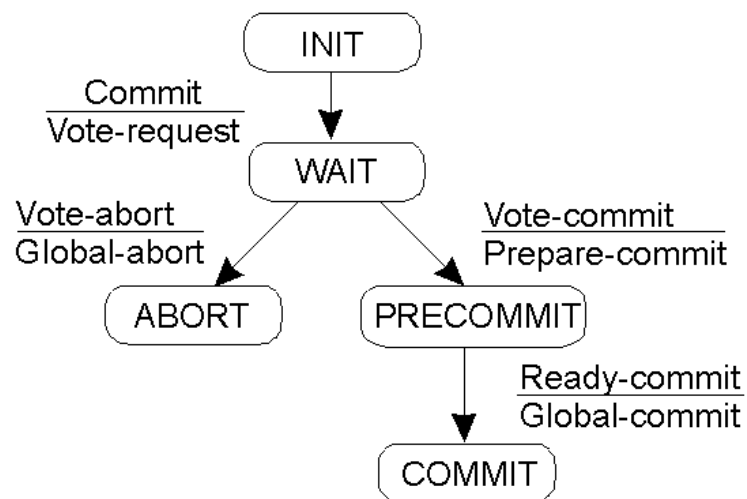 INIT
Commit
Vote-request
WAIT
Vote-abort
Global-abort
Vote-commit
Prepare-commit
ABORT
PRECOMMIT
Ready-commit
Global-commit
COMMIT